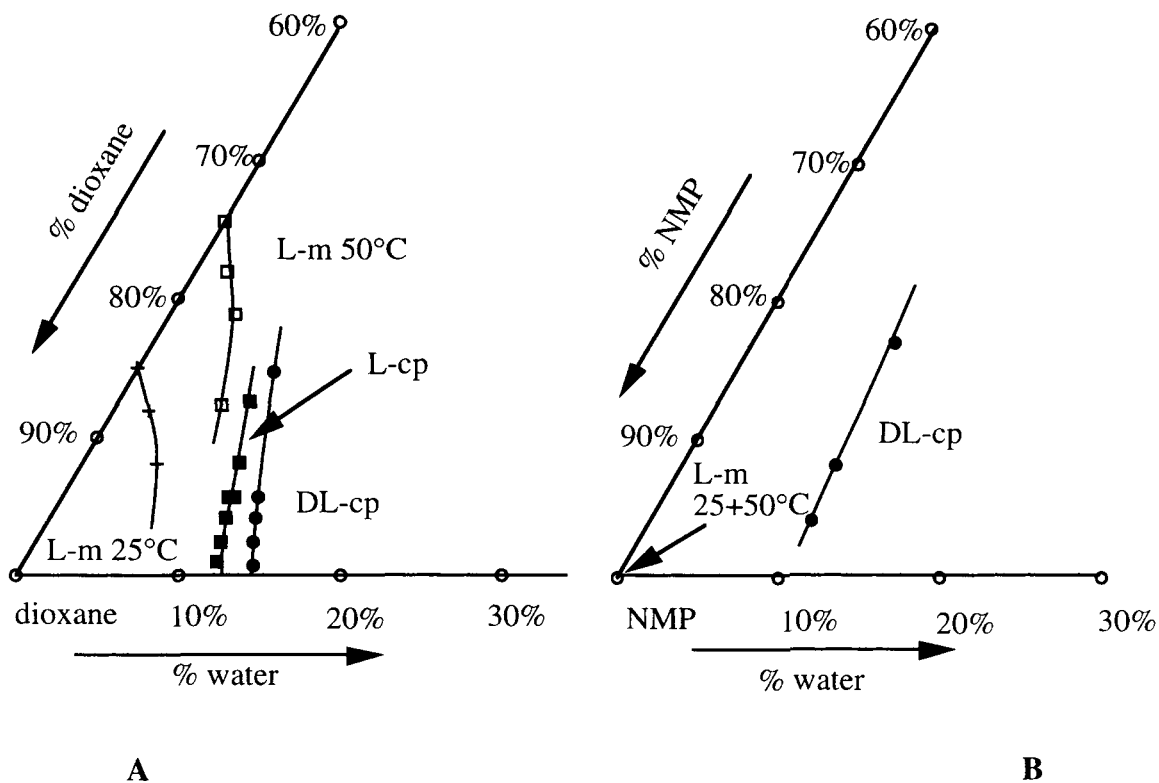 60%
70%
% dioxane
L-m 50°C
80%
L-cp
90%
DL-cp
L-m 25°C
dioxane
10%
20%
30%
% water
A
60%
70%
% NMP
80%
90%
DL-cp
L-m
25+50°C
NMP
10%
20%
30%
% water
B